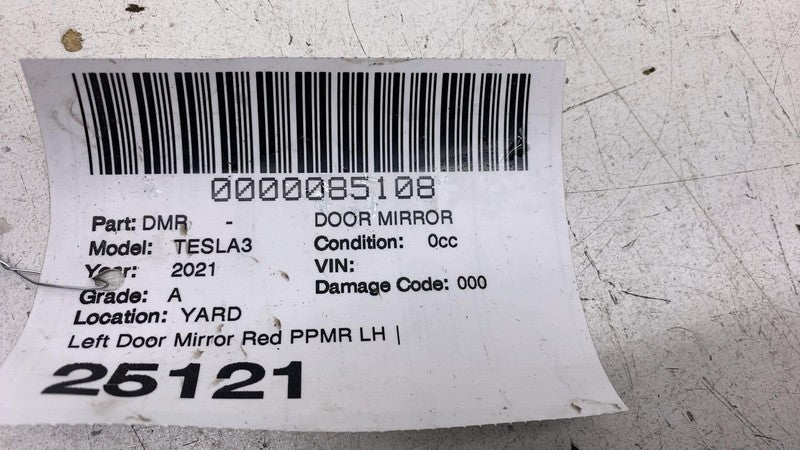 0000085108
Part: DMR - DOOR MIRROR
Model: TESLA3 Condition: 0cc
Year: 2021 VIN:
Grade: A Damage Code: 000
Location: YARD
Left Door Mirror Red PPMR LH |
25121